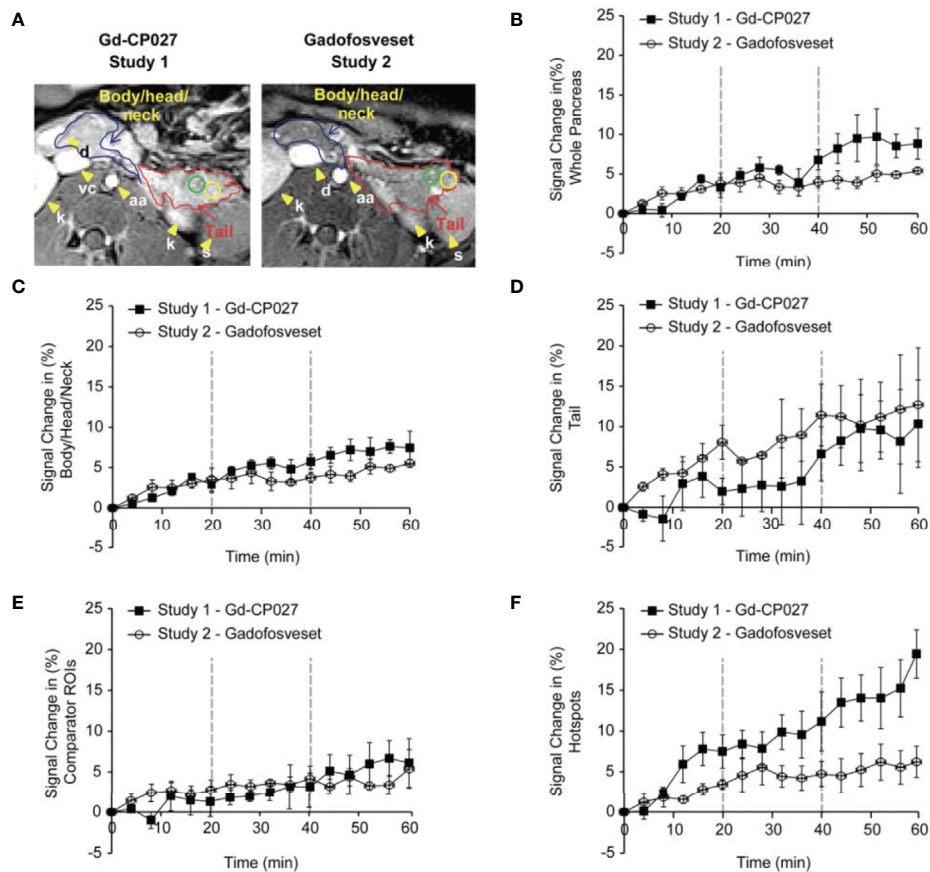 A
Gd-CP027
Study 1
Gadofosveset
Study 2
Body/head/
neck
d
vc
aa
k
Tail
k
s
Body/head/
neck
d
aa
k
Tail
k
s
B
Study 1 - Gd-CP027
Study 2 - Gadofosveset
Signal Change in(%)
Whole Pancreas
25
20
15
10
5
0
-5
10 20 30 40 50 60
Time (min)
C
Study 1 - Gd-CP027
Study 2 - Gadofosveset
Signal Change in (%)
Body/Head/Neck
25
20
15
10
5
0
-5
0 10 20 30 40 50 60
Time (min)
D
Study 1 - Gd-CP027
Study 2 - Gadofosveset
Signal Change in (%)
Tail
25
20
15
10
5
0
-5
0 10 20 30 40 50 60
Time (min)
E
Study 1 - Gd-CP027
Study 2 - Gadofosveset
Signal Change in (%)
Comparator ROIs
25
20
15
10
5
0
-5
0 10 20 30 40 50 60
Time (min)
F
Study 1 - Gd-CP027
Study 2 - Gadofosveset
Signal Change in (%)
Hotspots
25
20
15
10
5
0
-5
0 10 20 30 40 50 60
Time (min)